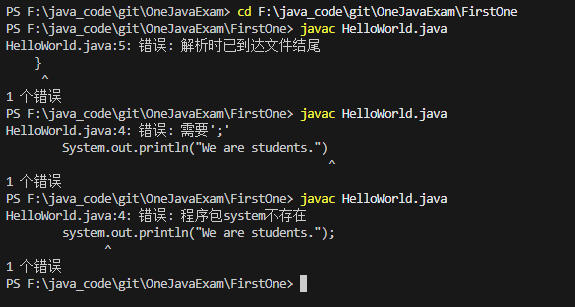 PS F:\java_code\git\OneJavaExam> cd F:\java_code\git\OneJavaExam\FirstOne
PS F:\java_code\git\OneJavaExam\FirstOne> javac HelloWorld.java
HelloWorld.java:5: 错误: 解析时已到达文件结尾
    }
     ^
1 个错误
PS F:\java_code\git\OneJavaExam\FirstOne> javac HelloWorld.java
HelloWorld.java:4: 错误: 需要';'
        System.out.println("We are students.")
                                              ^
1 个错误
PS F:\java_code\git\OneJavaExam\FirstOne> javac HelloWorld.java
HelloWorld.java:4: 错误: 程序包system不存在
        system.out.println("We are students.");
              ^
1 个错误
PS F:\java_code\git\OneJavaExam\FirstOne>